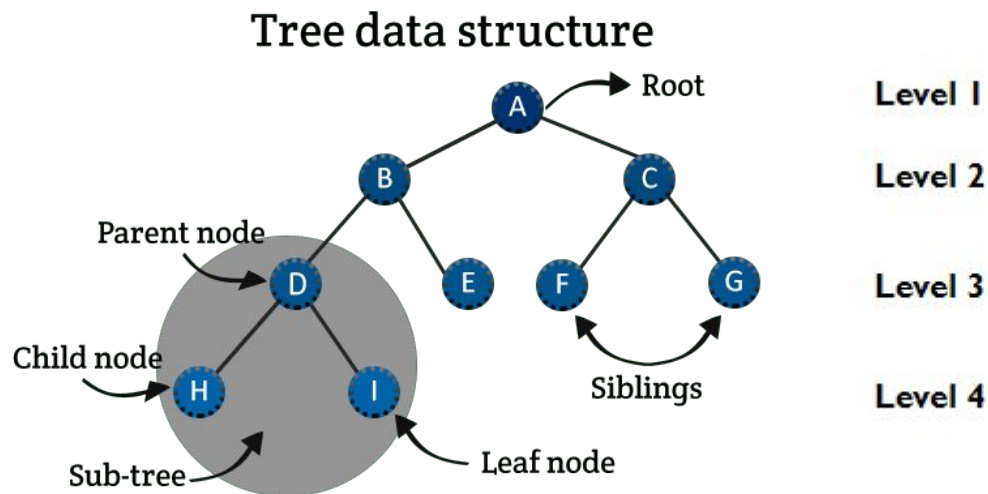 Tree data structure
A
Root
Level 1
B
C
Level 2
Parent node
D
E
F
G
Level 3
Child node
H
I
Siblings
Level 4
Sub-tree
Leaf node